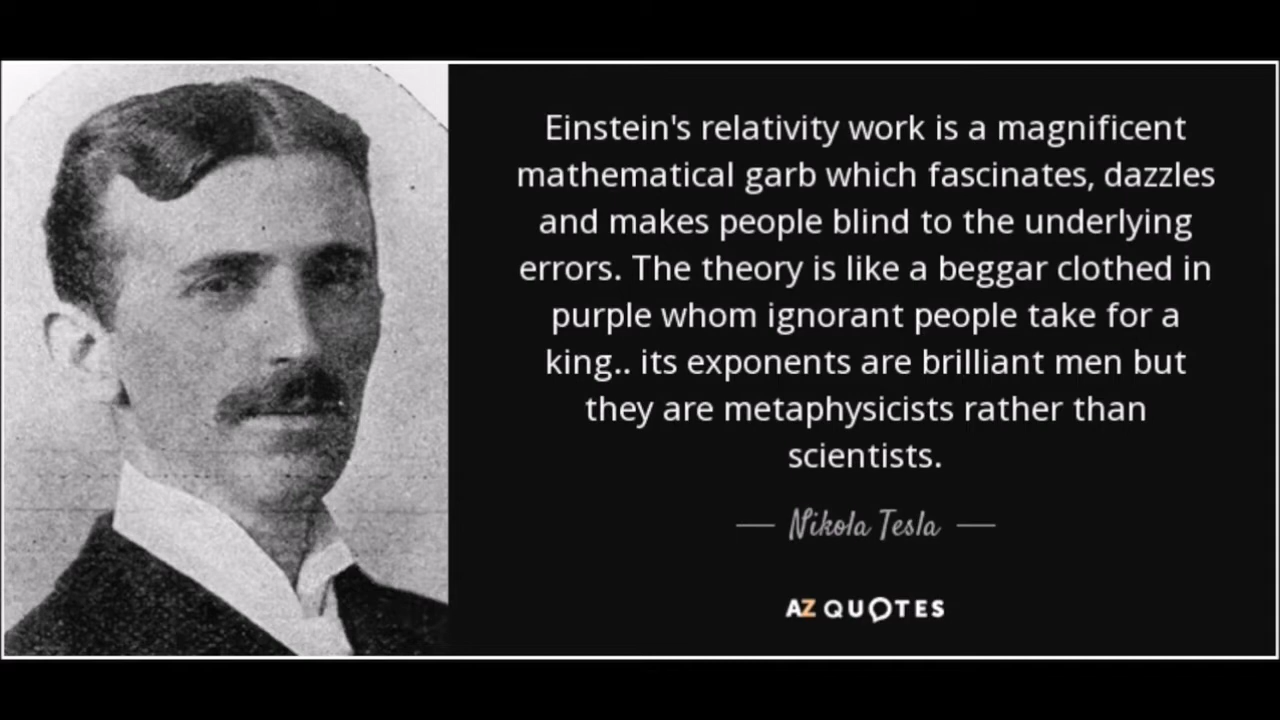 Einstein's relativity work is a magnificent
mathematical garb which fascinates, dazzles
and makes people blind to the underlying
errors. The theory is like a beggar clothed in
purple whom ignorant people take for a
king.. its exponents are brilliant men but
they are metaphysicists rather than
scientists.
Nikola Tesla
AZ QUOTES